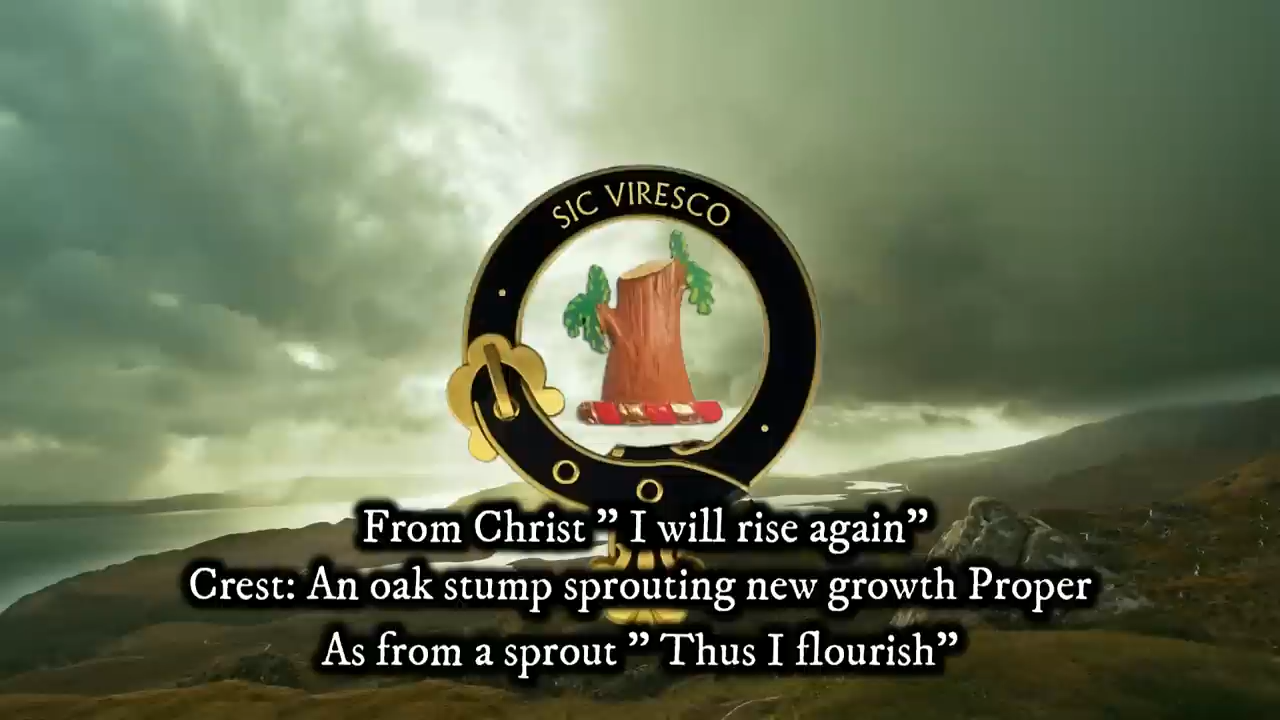 SIC VIRESCO
From Christ ” I will rise again”
Crest: An oak stump sprouting new growth Proper
As from a sprout ” Thus I flourish”